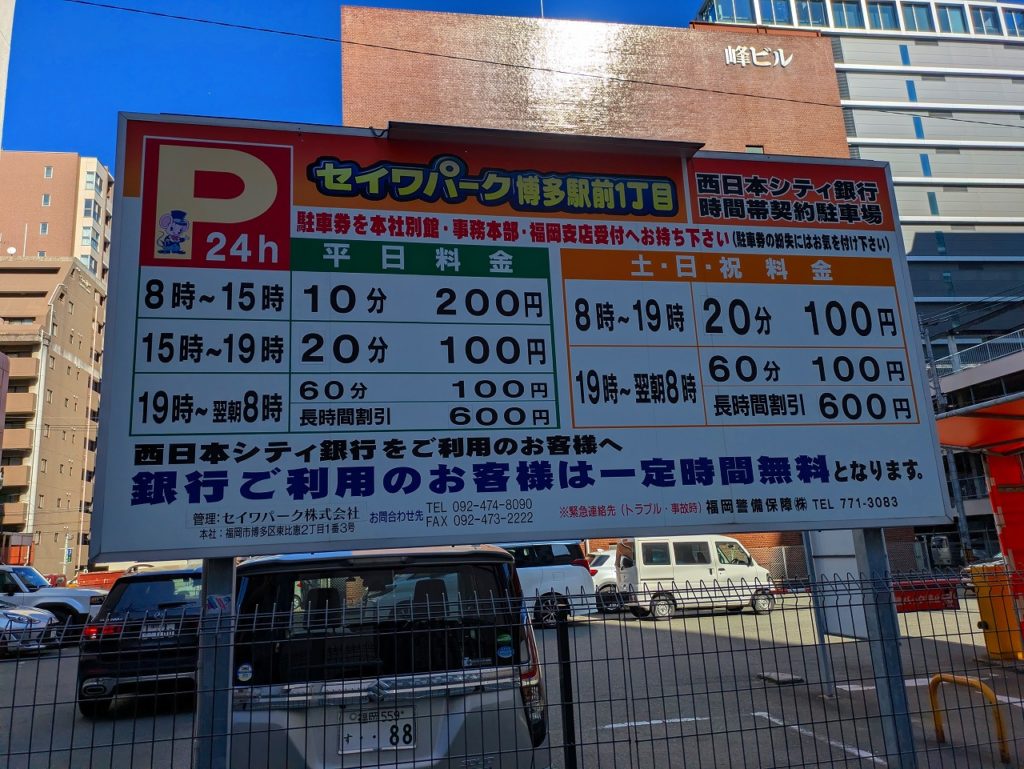 峰ビル
P
24h
セイワパーク 博多駅前1丁目
西日本シティ銀行
時間帯契約駐車場
駐車券を本社別館・事務本部・福岡支店受付へお持ち下さい(駐車券の紛失にはお気を付け下さい)
平日料金
8時~15時 10分 200円
15時~19時 20分 100円
19時~翌朝8時 60分 100円
長時間割引 600円
土・日・祝 料金
8時~19時 20分 100円
19時~翌朝8時 60分 100円
長時間割引 600円
西日本シティ銀行をご利用のお客様へ
銀行ご利用のお客様は一定時間無料となります。
管理:セイワパーク株式会社
本社:福岡市博多区東比恵2丁目1番3号
お問合わせ先
TEL 092-474-8090
FAX 092-473-2222
※緊急連絡先(トラブル・事故時) 福岡警備保障㈱ TEL 771-3083
福岡 559
す ・・88